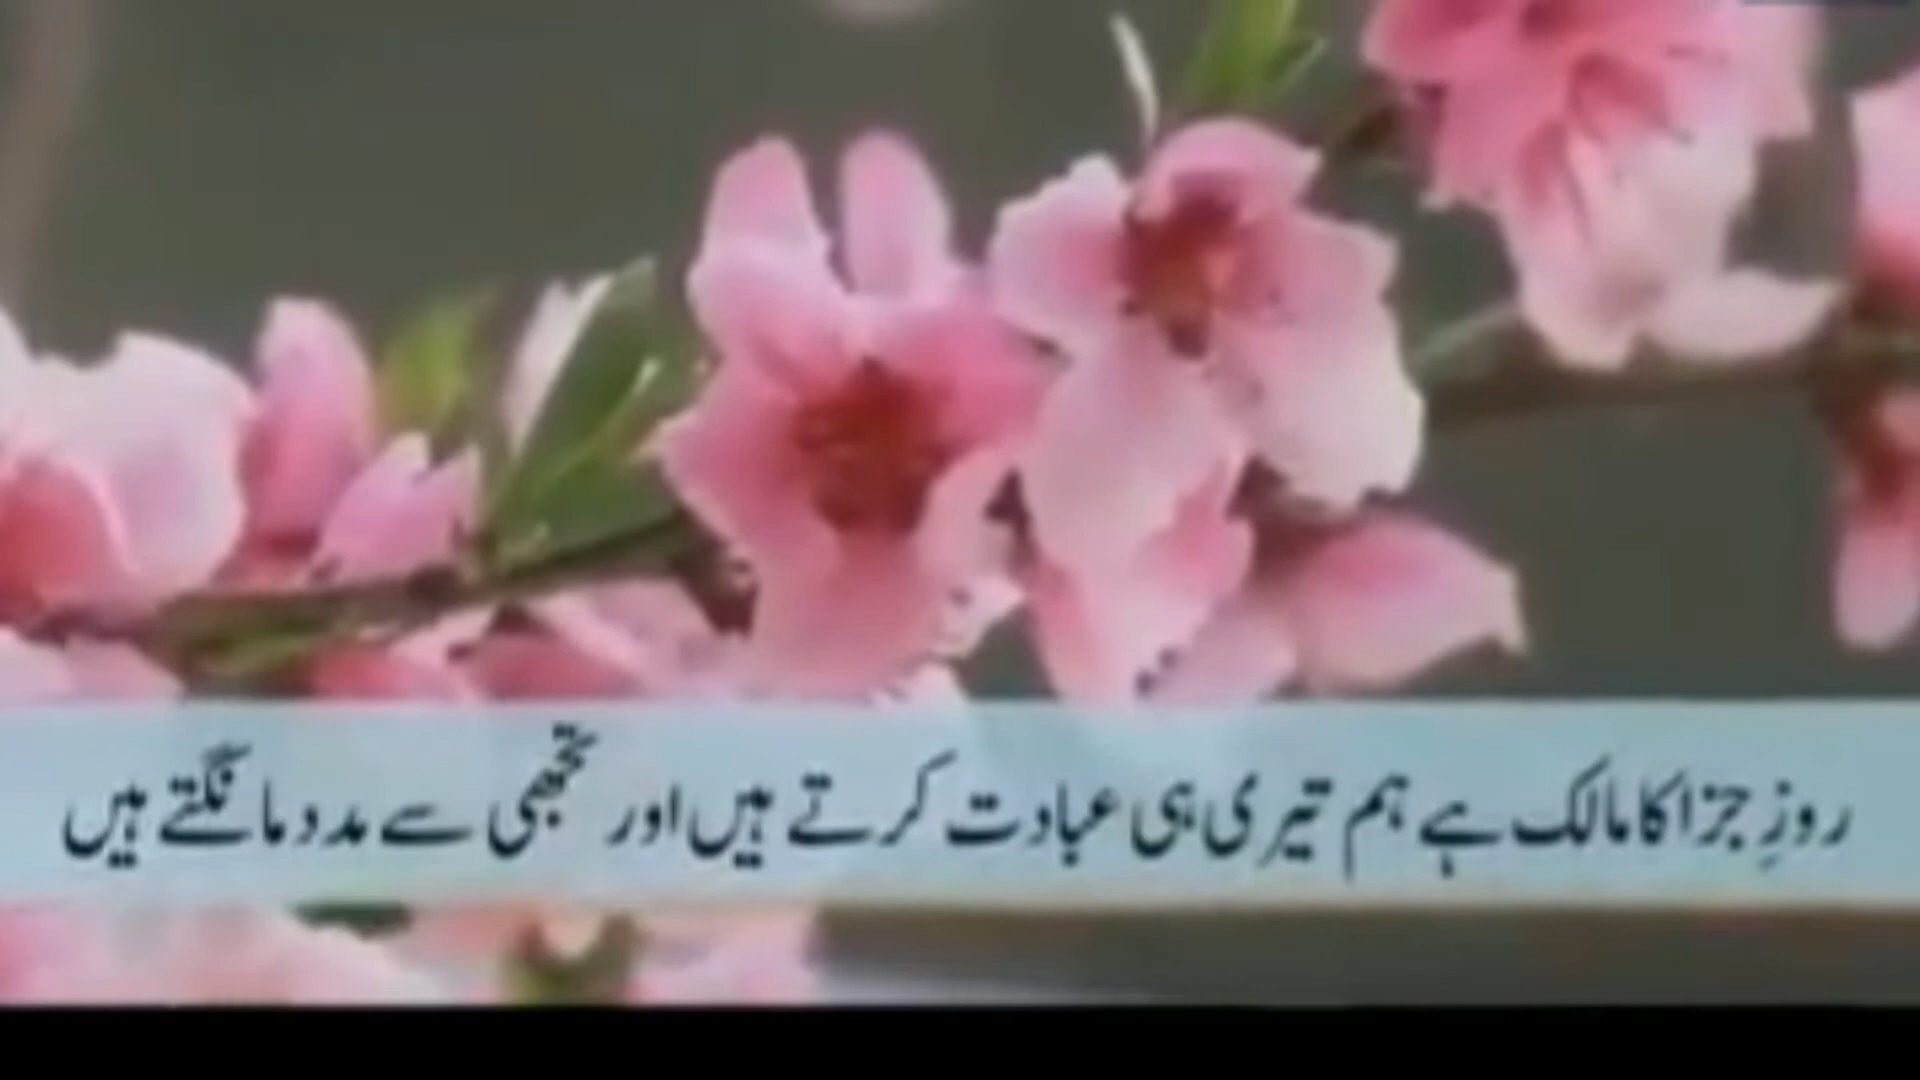 روزِ جزا کا مالک ہے ہم تیری ہی عبادت کرتے ہیں اور تجھی سے مدد مانگتے ہیں